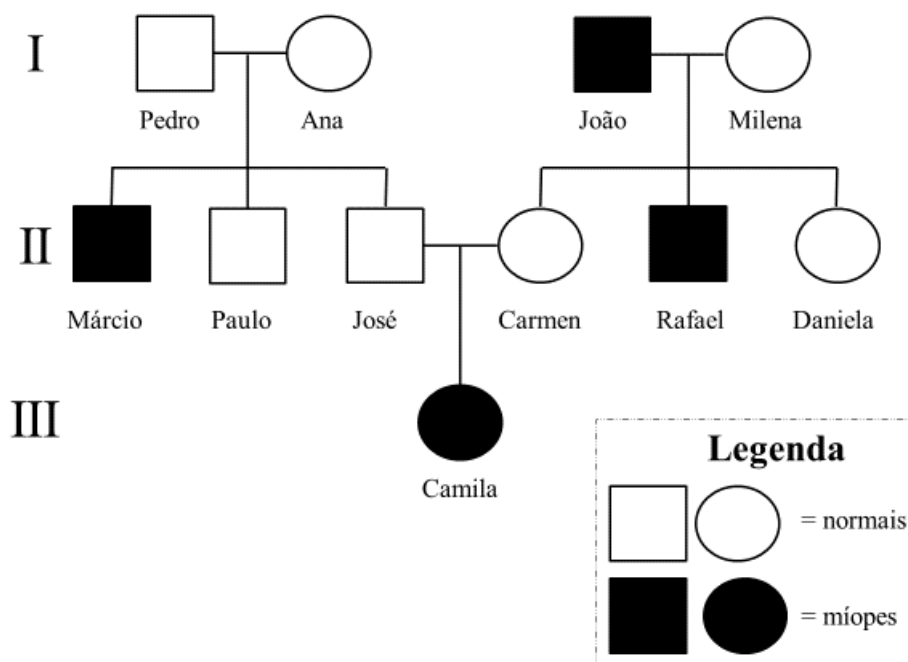 I
Pedro
Ana
João
Milena
II
Márcio
Paulo
José
Carmen
Rafael
Daniela
III
Camila
Legenda
= normais
= míopes